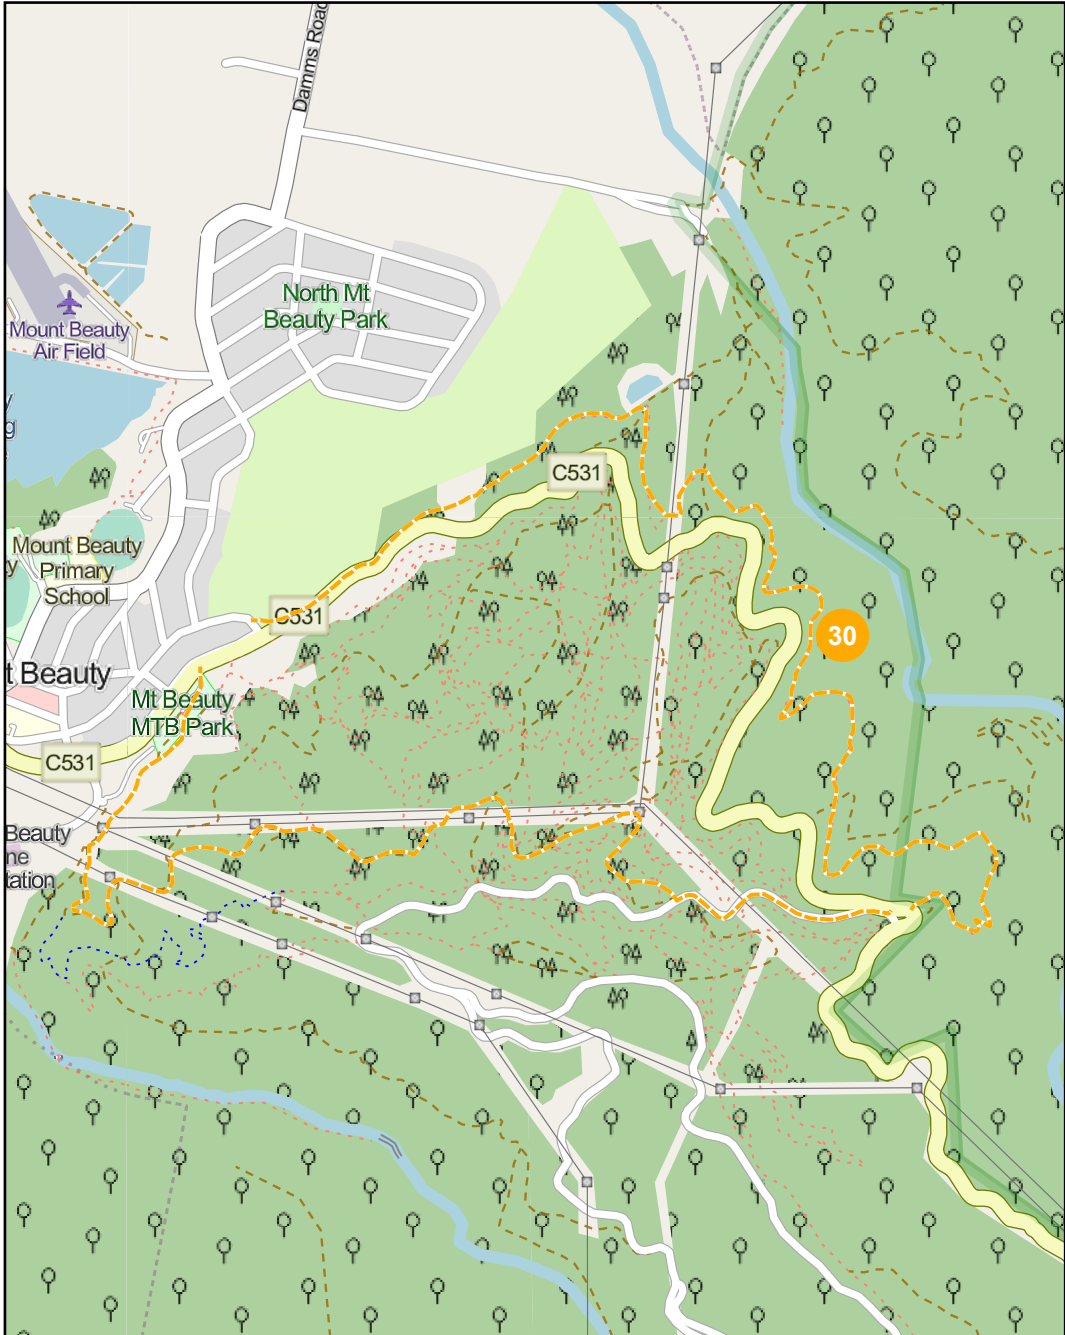 Damms Road
North Mt
Beauty Park
Mount Beauty
Air Field
y
g
C531
Mount Beauty
Primary
School
y
C531
30
t Beauty
Mt Beauty
MTB Park
C531
Beauty
ne
tation